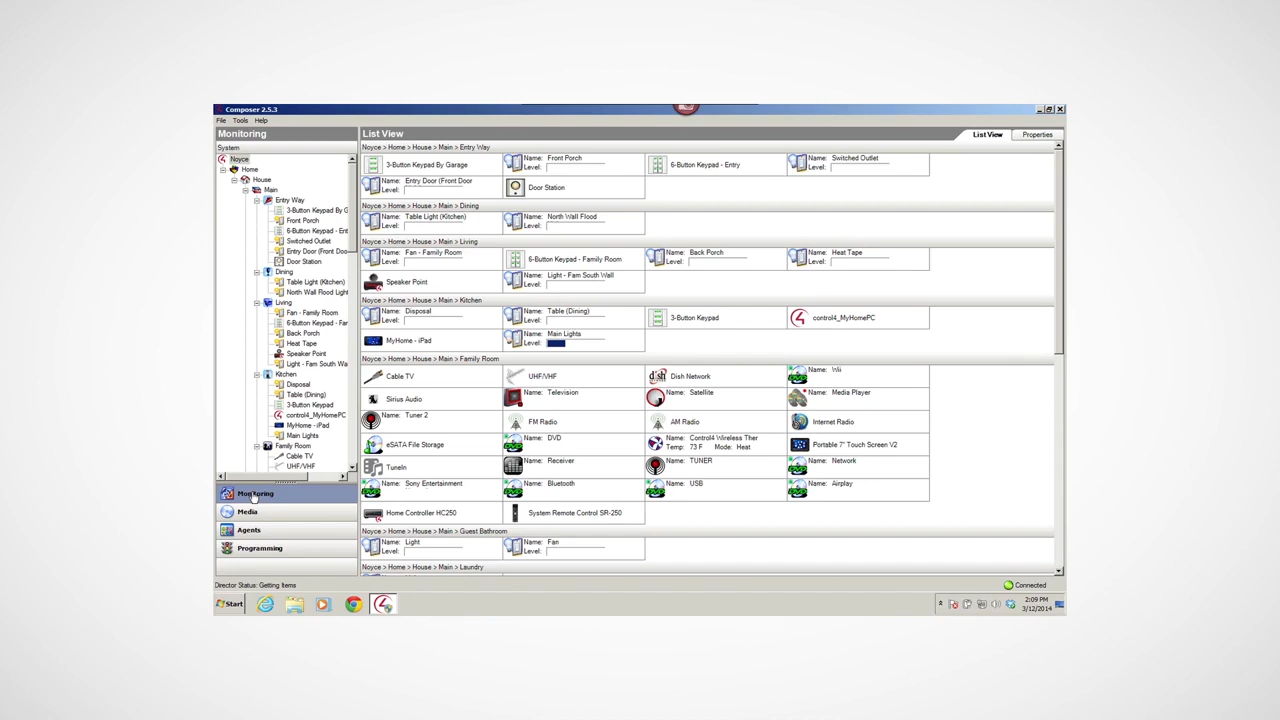 Composer 2.5.3
File Tools Help
Monitoring
System
Noyce
Home
House
Main
Entry Way
3-Button Keypad By G
Front Porch
6-Button Keypad - Ent
Switched Outlet
Entry Door (Front Doo
Door Station
Dining
Table Light (Kitchen)
North Wall Flood Light
Living
Fan - Family Room
6-Button Keypad - Far
Back Porch
Heat Tape
Speaker Point
Light - Fam South Wa
Kitchen
Disposal
Table (Dining)
3-Button Keypad
control4_MyHomePC
MyHome - iPad
Main Lights
Family Room
Cable TV
UHF/VHF
Monitoring
Media
Agents
Programming
List View
List View Properties
Noyce > Home > House > Main > Entry Way
3-Button Keypad By Garage
Name: Front Porch
Level:
6-Button Keypad - Entry
Name: Switched Outlet
Level:
Name: Entry Door (Front Door
Level:
Door Station
Noyce > Home > House > Main > Dining
Name: Table Light (Kitchen)
Level:
Name: North Wall Flood
Level:
Noyce > Home > House > Main > Living
Name: Fan - Family Room
Level:
6-Button Keypad - Family Room
Name: Back Porch
Level:
Name: Heat Tape
Level:
Speaker Point
Name: Light - Fam South Wall
Level:
Noyce > Home > House > Main > Kitchen
Name: Disposal
Level:
Name: Table (Dining)
Level:
3-Button Keypad
control4_MyHomePC
MyHome - iPad
Name: Main Lights
Level:
Noyce > Home > House > Main > Family Room
Cable TV
UHF/VHF
dish Dish Network
Name: Wii
Sirius Audio
Name: Television
Name: Satellite
Name: Media Player
Name: Tuner 2
FM Radio
AM Radio
Internet Radio
eSATA File Storage
Name: DVD
Name: Control4 Wireless Ther
Temp: 73 F Mode: Heat
Portable 7" Touch Screen V2
TuneIn
Name: Receiver
Name: TUNER
Name: Network
Name: Sony Entertainment
Name: Bluetooth
Name: USB
Name: Airplay
Home Controller HC250
System Remote Control SR-250
Noyce > Home > House > Main > Guest Bathroom
Name: Light
Level:
Name: Fan
Level:
Noyce > Home > House > Main > Laundry
Director Status: Getting Items
Connected
Start
2:09 PM
3/12/2014